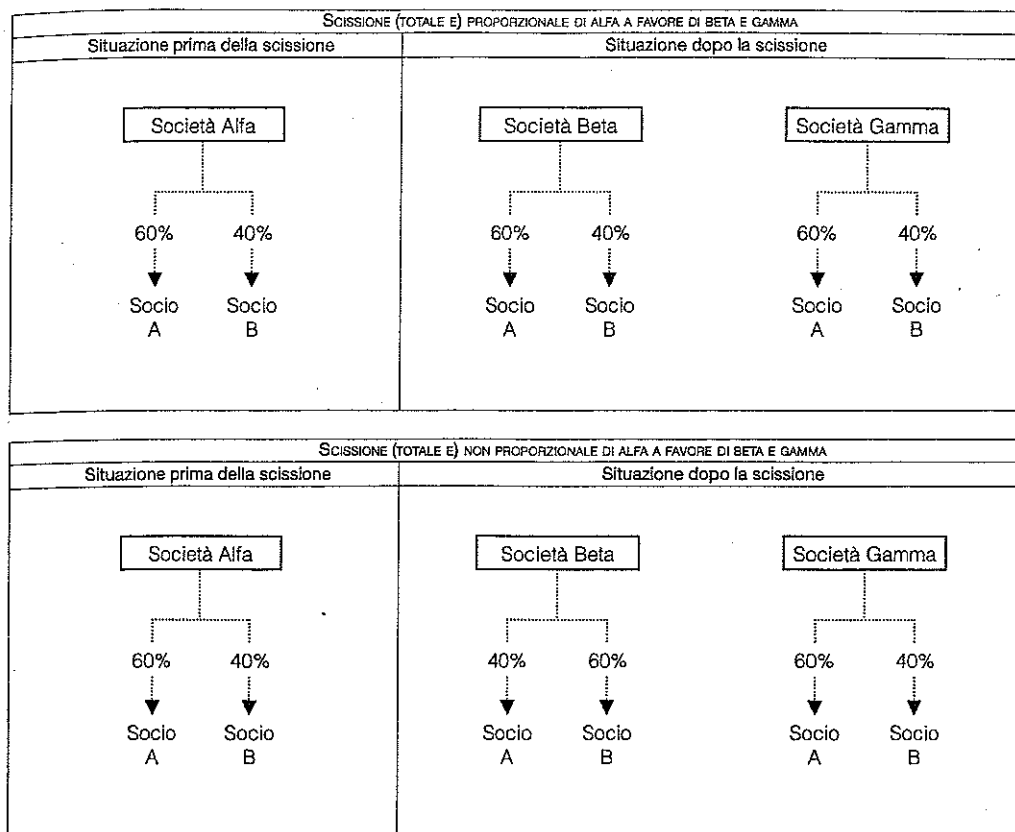 SCISSIONE (TOTALE E) PROPORZIONALE DI ALFA A FAVORE DI BETA E GAMMA
Situazione prima della scissione
Situazione dopo la scissione
Società Alfa
Società Beta
Società Gamma
60% 40%
60% 40%
60% 40%
Socio Socio
A B
Socio Socio
A B
Socio Socio
A B
SCISSIONE (TOTALE E) NON PROPORZIONALE DI ALFA A FAVORE DI BETA E GAMMA
Situazione prima della scissione
Situazione dopo la scissione
Società Alfa
Società Beta
Società Gamma
60% 40%
40% 60%
60% 40%
Socio Socio
A B
Socio Socio
A B
Socio Socio
A B